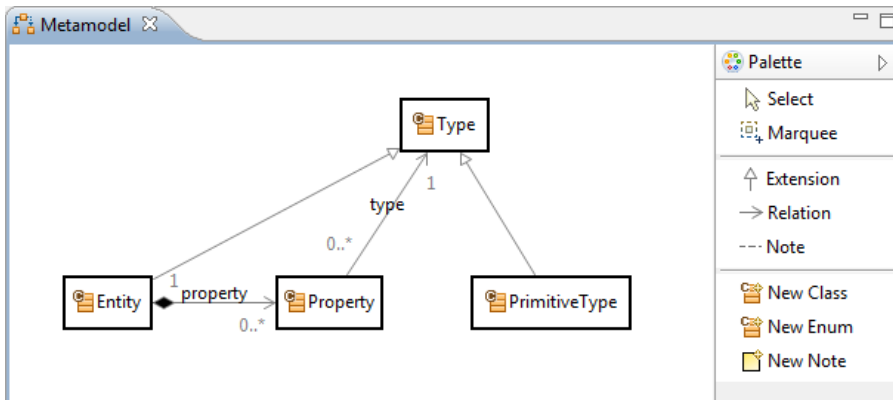 Metamodel
Palette
Select
Marquee
Extension
Relation
Note
New Class
New Enum
New Note
Type
type
1
0..*
Entity
1
property
0..*
Property
PrimitiveType